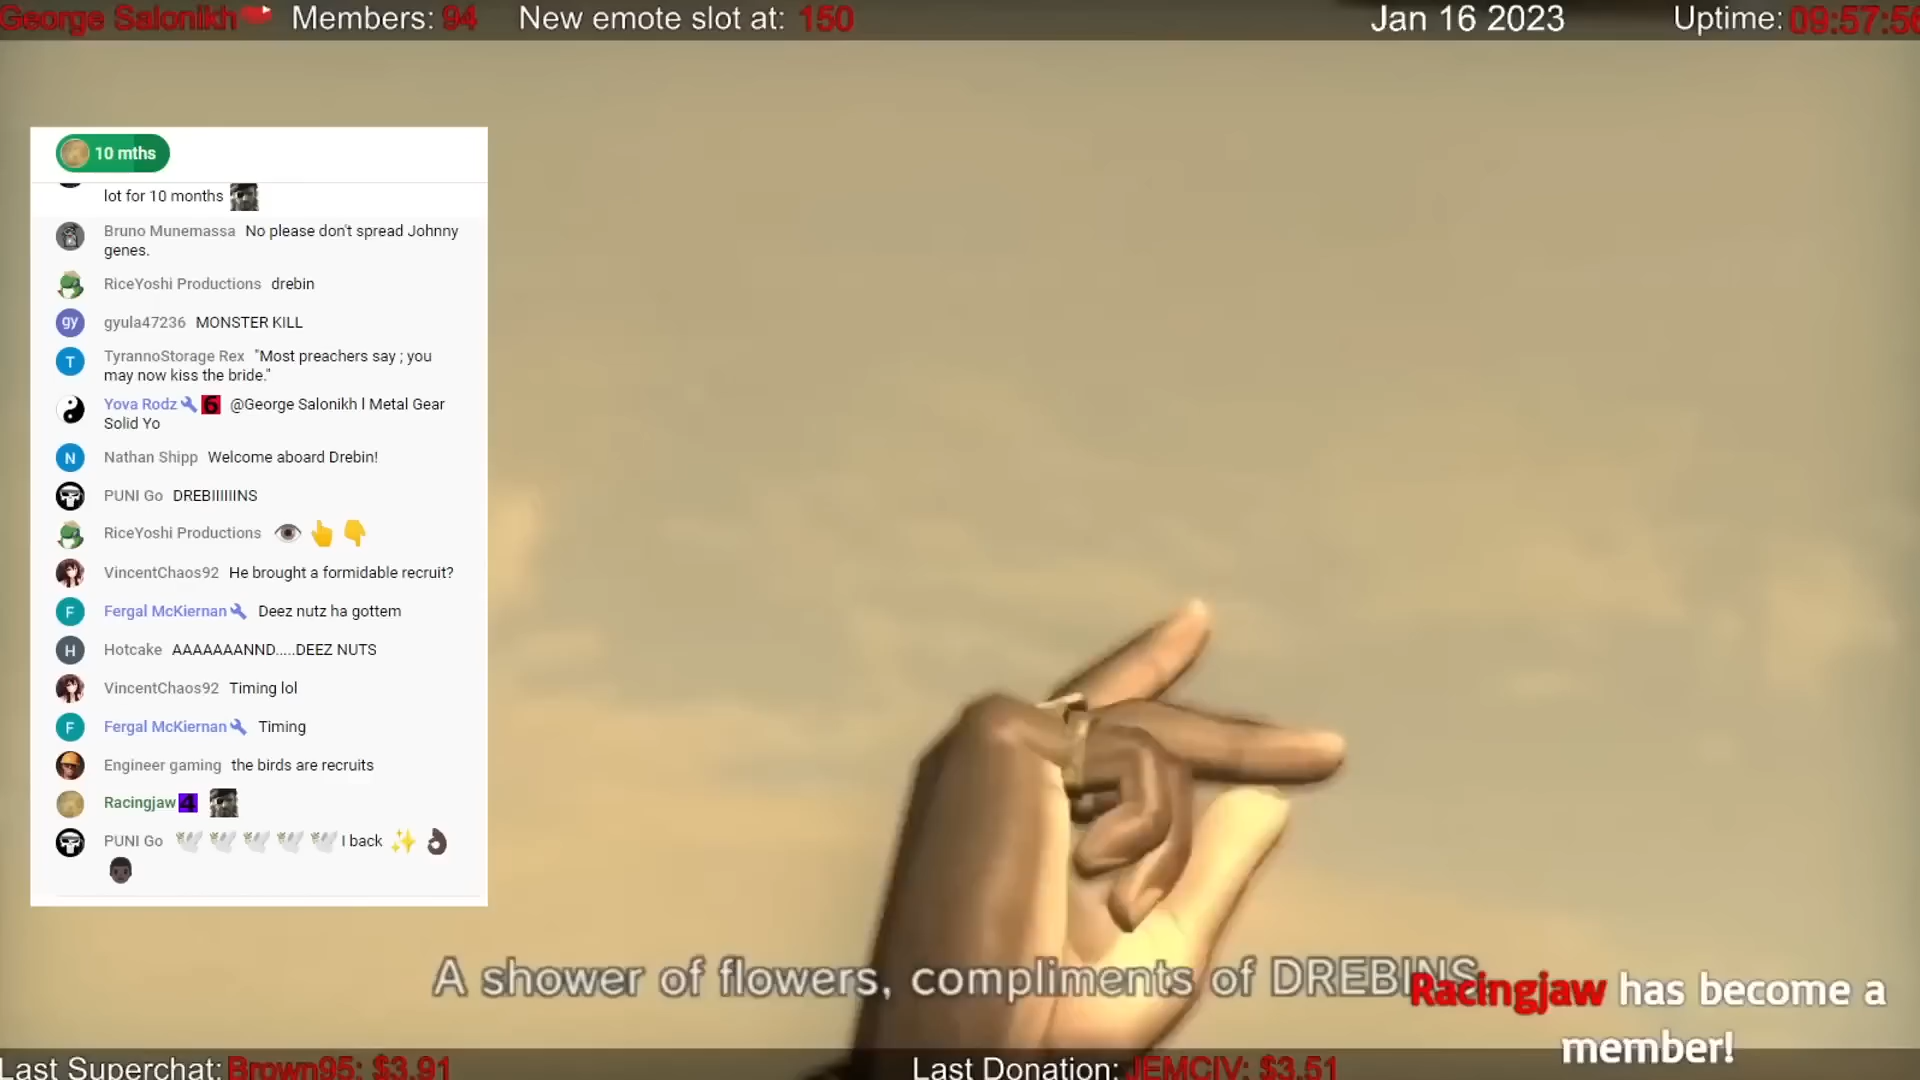 George Salonikh Members: 94 New emote slot at: 150 Jan 16 2023 Uptime: 09:57:56
10 mths
lot for 10 months
Bruno Munemassa No please don't spread Johnny
genes.
RiceYoshi Productions drebin
gy gyula47236 MONSTER KILL
T TyrannoStorage Rex "Most preachers say ; you
may now kiss the bride."
Yova Rodz 6 @George Salonikh l Metal Gear
Solid Yo
N Nathan Shipp Welcome aboard Drebin!
PUNI Go DREBIIIIIINS
RiceYoshi Productions 👁️ 👆 👇
VincentChaos92 He brought a formidable recruit?
F Fergal McKiernan Deez nutz ha gottem
H Hotcake AAAAAAANND.....DEEZ NUTS
VincentChaos92 Timing lol
F Fergal McKiernan Timing
Engineer gaming the birds are recruits
Racingjaw 4
PUNI Go 🕊️ 🕊️ 🕊️ 🕊️ 🕊️ I back ✨ 👌🏿
A shower of flowers, compliments of DREBINS.
Racingjaw has become a
member!
Last Superchat: Brown95: $3.91 Last Donation: JEMCIV: $3.51